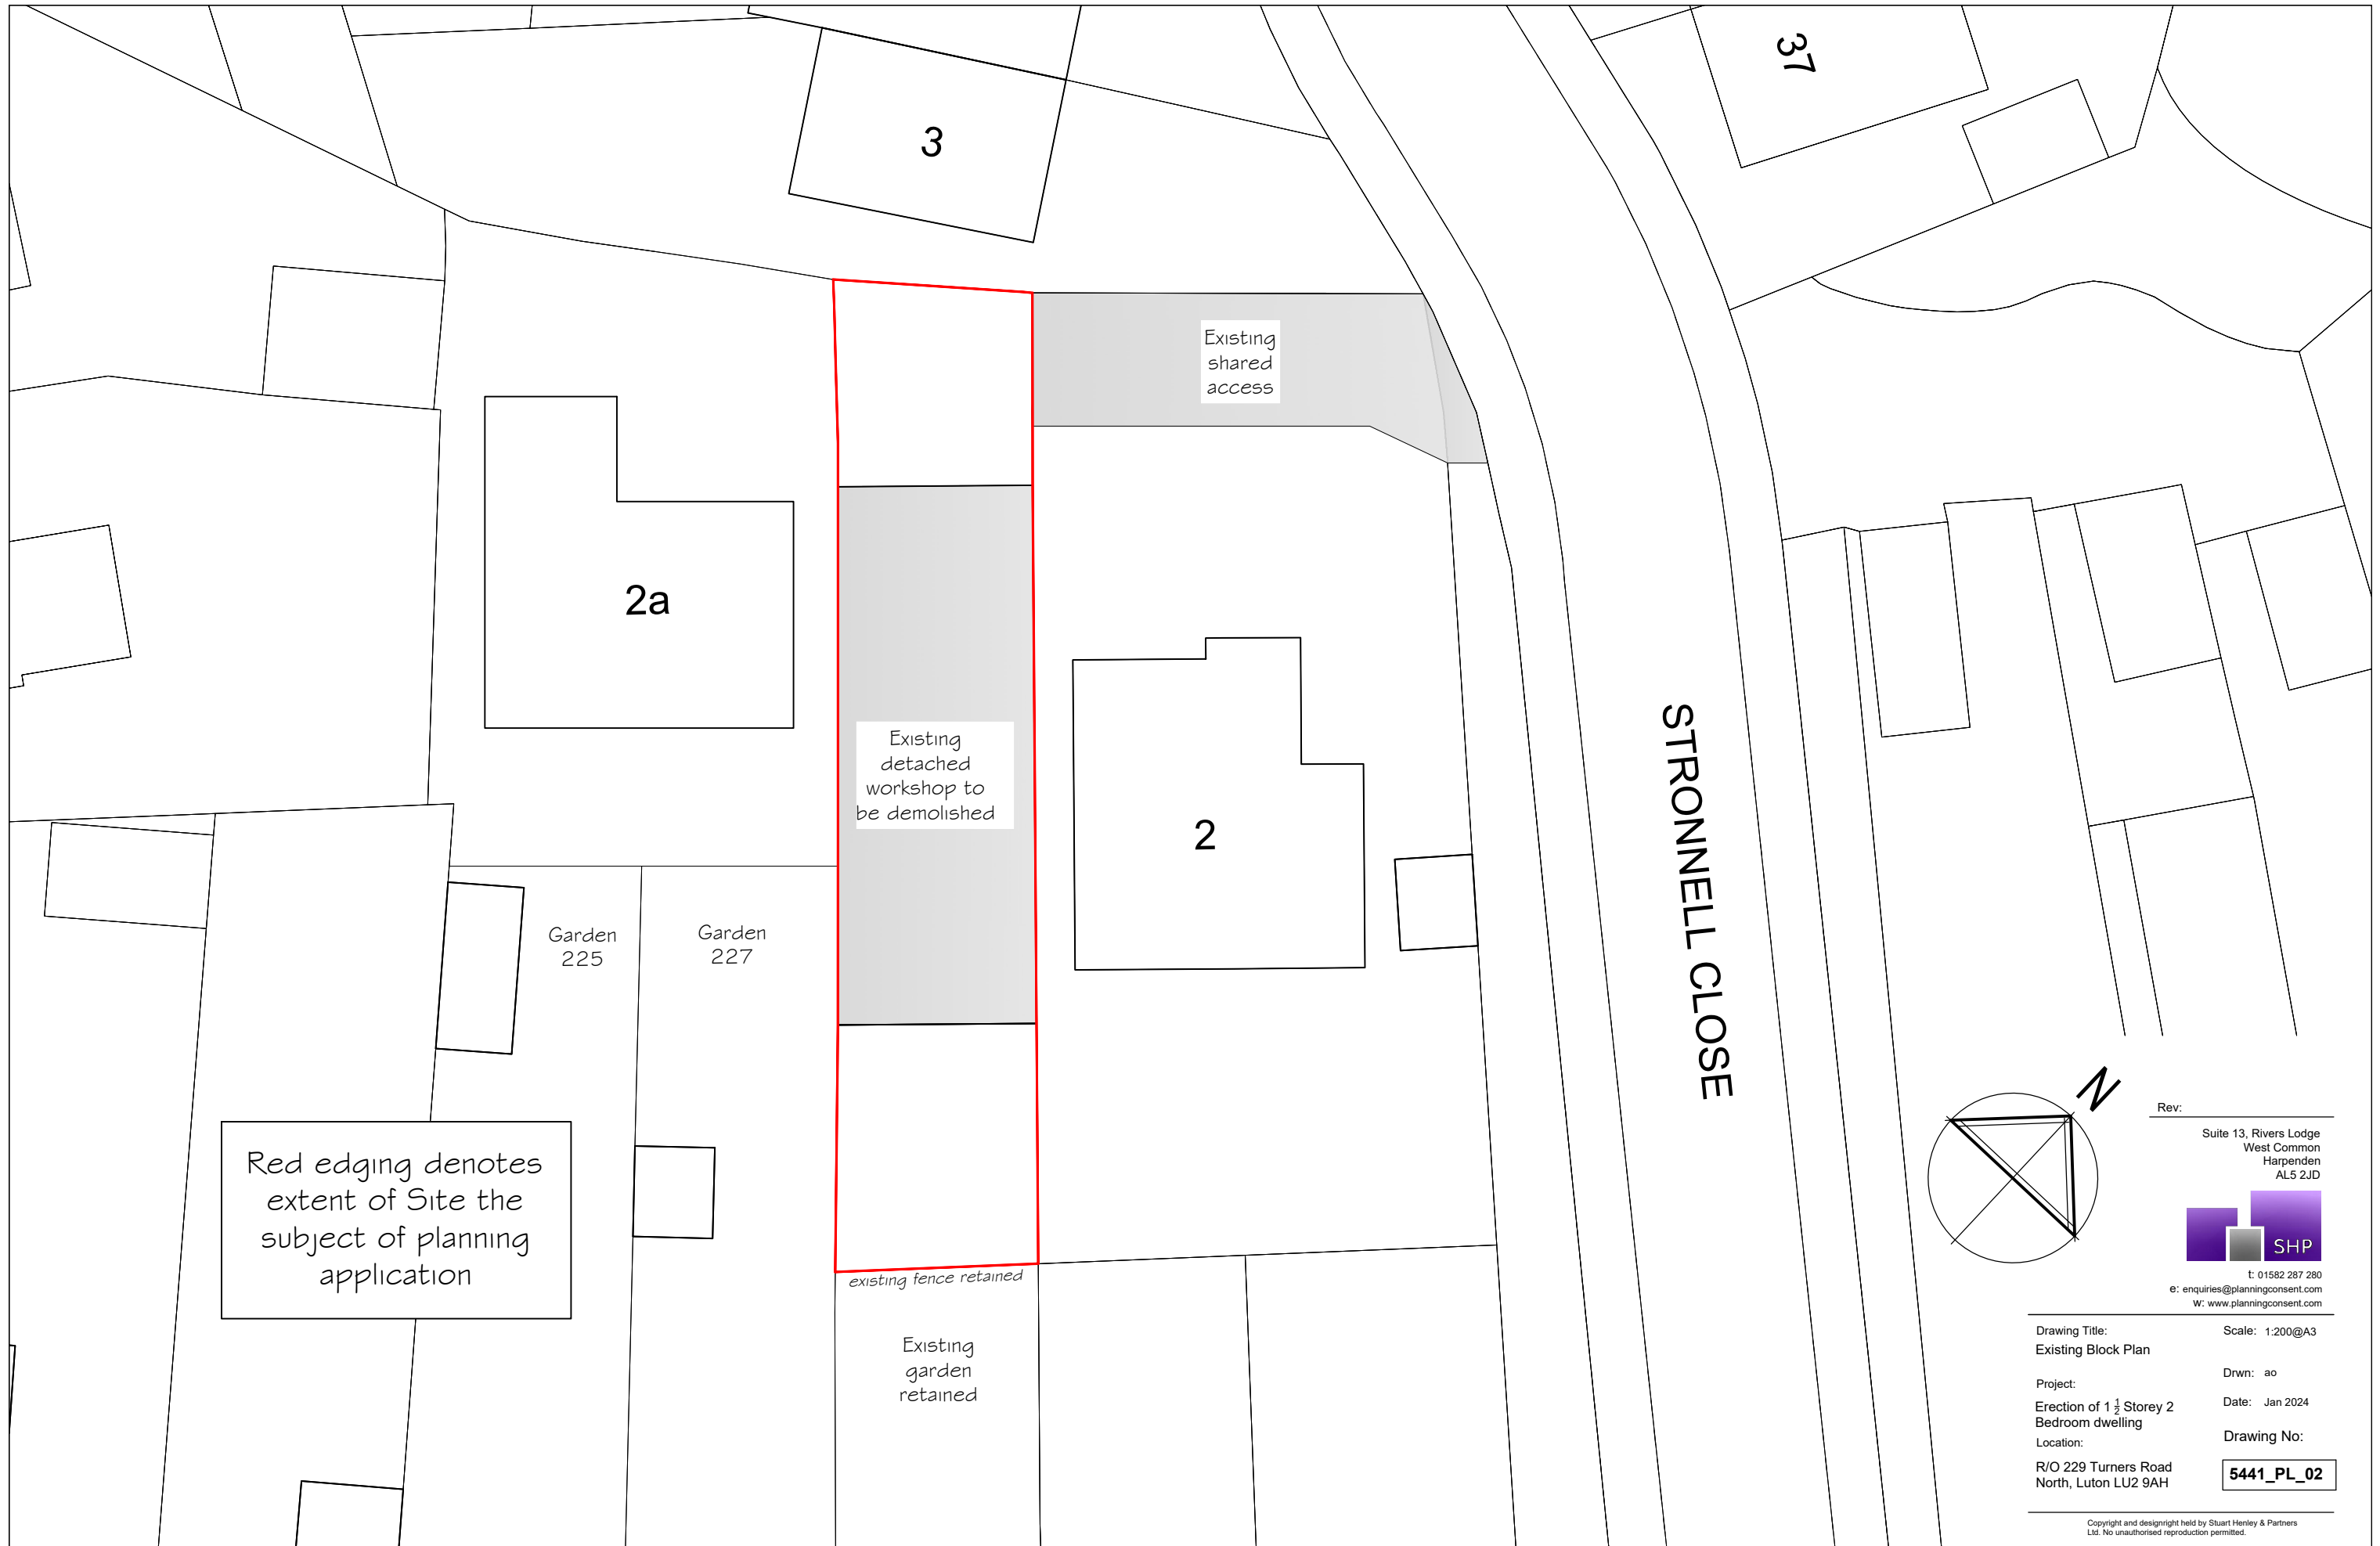 37
3
Existing
shared
access
2a
Existing
detached
workshop to
be demolished
2
STRONNELL CLOSE
Garden
225
Garden
227
Red edging denotes
extent of Site the
subject of planning
application
existing fence retained
Existing
garden
retained
N
Rev:
Suite 13, Rivers Lodge
West Common
Harpenden
AL5 2JD
SHP
t: 01582 287 280
e: enquiries@planningconsent.com
w: www.planningconsent.com
Drawing Title:
Existing Block Plan
Scale: 1:200@A3
Drwn: ao
Project:
Erection of 1 ½ Storey 2
Bedroom dwelling
Date: Jan 2024
Location:
R/O 229 Turners Road
North, Luton LU2 9AH
Drawing No:
5441_PL_02
Copyright and designright held by Stuart Henley & Partners
Ltd. No unauthorised reproduction permitted.